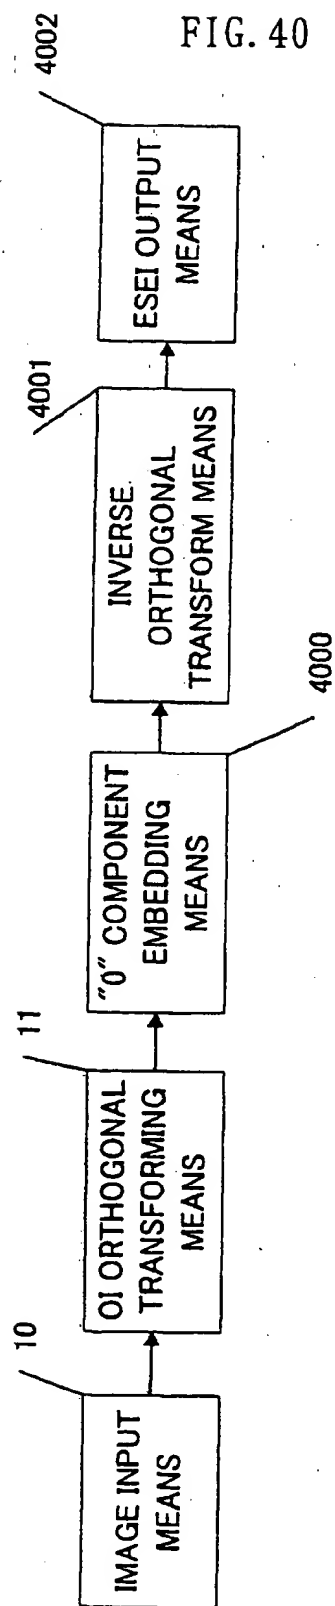 FIG. 40
10
IMAGE INPUT
MEANS
11
OI ORTHOGONAL
TRANSFORMING
MEANS
"0" COMPONENT
EMBEDDING
MEANS
4000
4001
INVERSE
ORTHOGONAL
TRANSFORM MEANS
4002
ESEI OUTPUT
MEANS